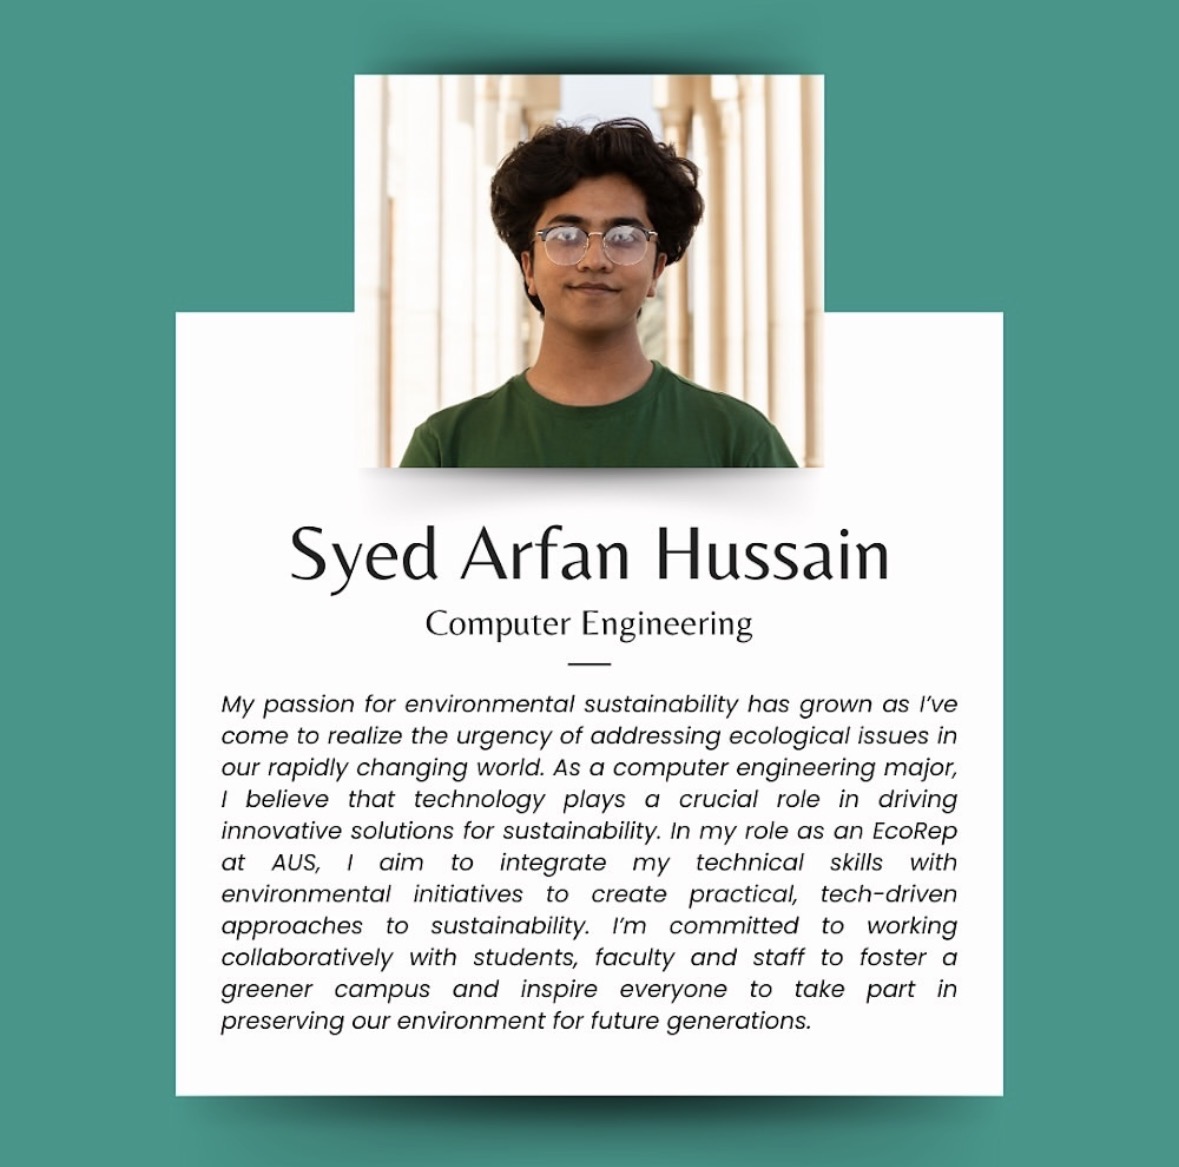 Syed Arfan Hussain
Computer Engineering
My passion for environmental sustainability has grown as I’ve
come to realize the urgency of addressing ecological issues in
our rapidly changing world. As a computer engineering major,
I believe that technology plays a crucial role in driving
innovative solutions for sustainability. In my role as an EcoRep
at AUS, I aim to integrate my technical skills with
environmental initiatives to create practical, tech-driven
approaches to sustainability. I’m committed to working
collaboratively with students, faculty and staff to foster a
greener campus and inspire everyone to take part in
preserving our environment for future generations.